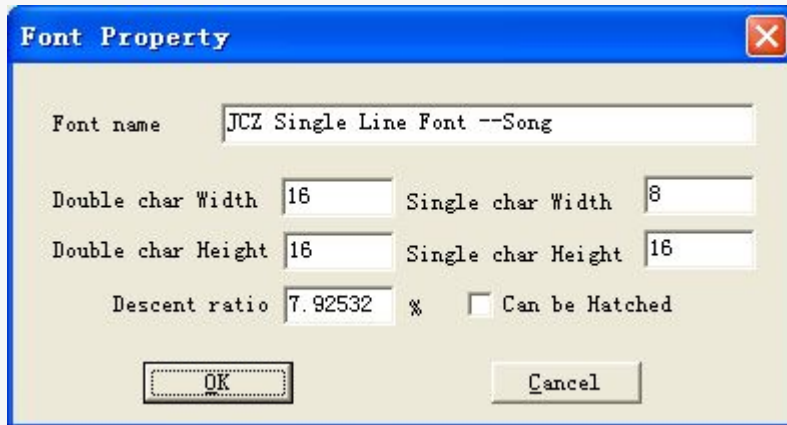 Font Property
Font name JCZ Single Line Font --Song
Double char Width 16 Single char Width 8
Double char Height 16 Single char Height 16
Descent ratio 7.92532 % Can be Hatched
OK Cancel